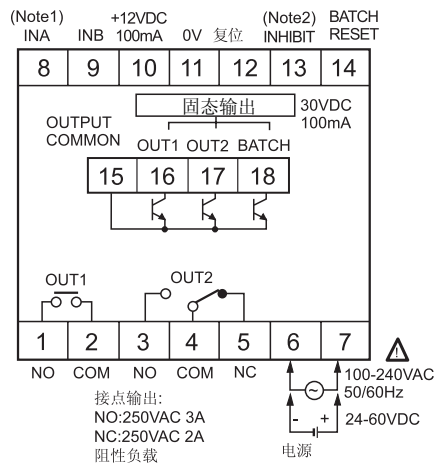 (Note1) +12VDC (Note2) BATCH
INA INB 100mA 0V 复位 INHIBIT RESET
8 9 10 11 12 13 14
固态输出 30VDC
100mA
OUTPUT
COMMON OUT1 OUT2 BATCH
15 16 17 18
OUT1 OUT2
1 2 3 4 5 6 7
NO COM NO COM NC
100-240VAC
50/60Hz
- + 24-60VDC
电源
接点输出:
NO:250VAC 3A
NC:250VAC 2A
阻性负载